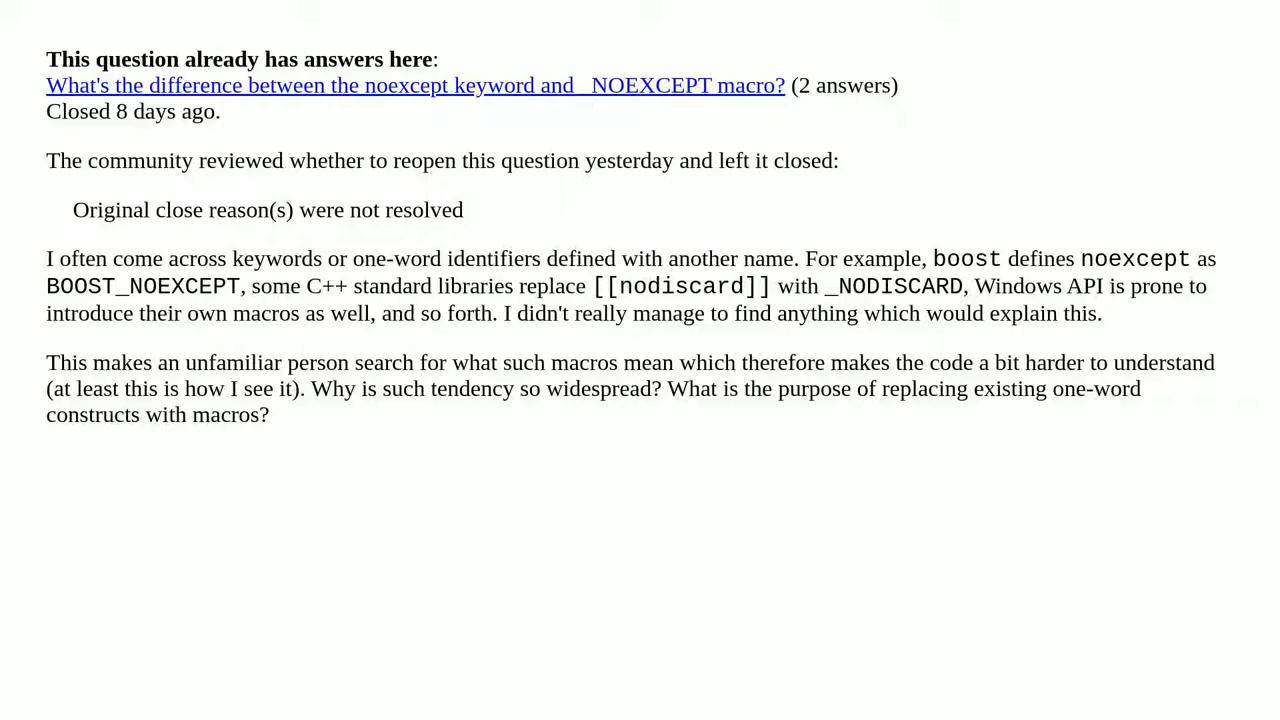 This question already has answers here:
What's the difference between the noexcept keyword and _NOEXCEPT macro? (2 answers)
Closed 8 days ago.
The community reviewed whether to reopen this question yesterday and left it closed:
Original close reason(s) were not resolved
I often come across keywords or one-word identifiers defined with another name. For example, boost defines noexcept as
BOOST_NOEXCEPT, some C++ standard libraries replace [[nodiscard]] with _NODISCARD, Windows API is prone to
introduce their own macros as well, and so forth. I didn't really manage to find anything which would explain this.
This makes an unfamiliar person search for what such macros mean which therefore makes the code a bit harder to understand
(at least this is how I see it). Why is such tendency so widespread? What is the purpose of replacing existing one-word
constructs with macros?